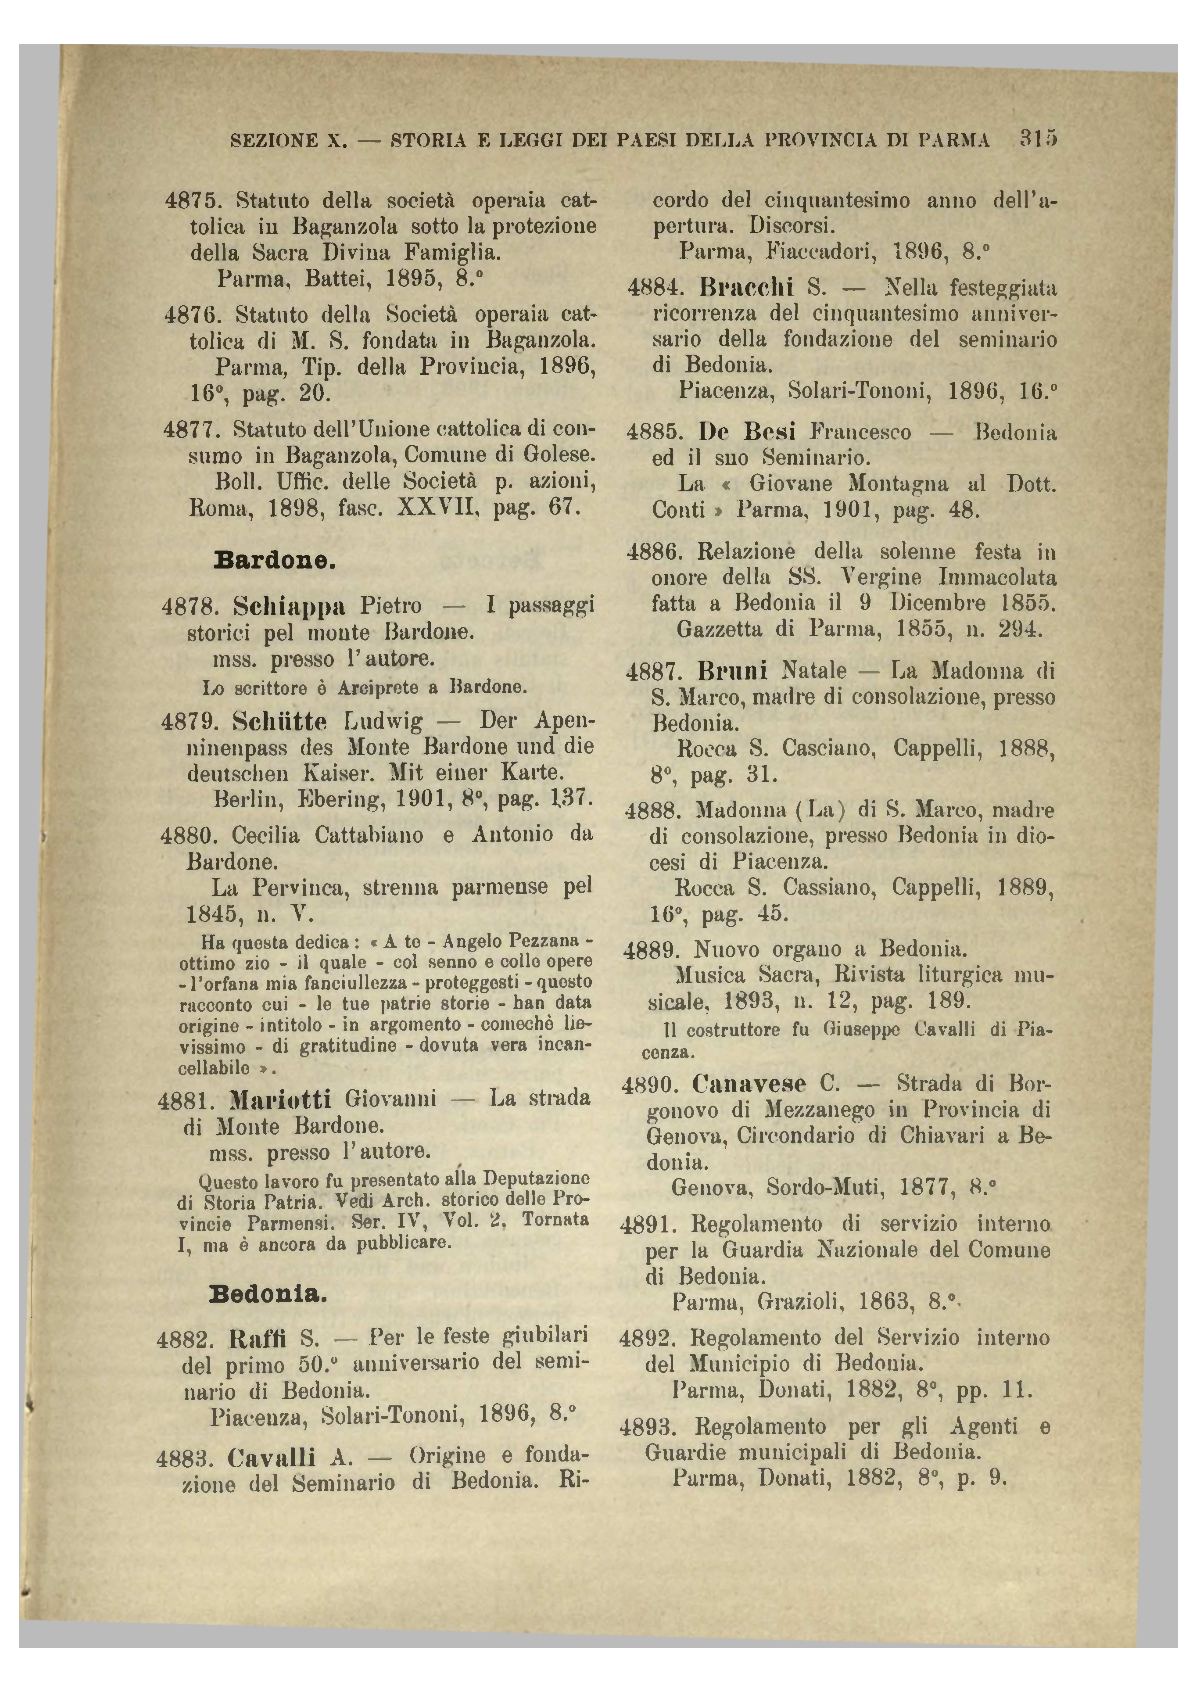 SEZIONE X. — STORIA E LEGGI DEI PAESI DELLA PROVINCIA DI PARMA 315
4875. Statuto della società operaia cat-
tolica in Baganzola sotto la protezione
della Sacra Divina Famiglia.
Parma, Battei, 1895, 8.º
4876. Statuto della Società operaia cat-
tolica di M. S. fondata in Baganzola.
Parma, Tip. della Provincia, 1896,
16º, pag. 20.
4877. Statuto dell'Unione cattolica di con-
sumo in Baganzola, Comune di Golese.
Boll. Uffic. delle Società p. azioni,
Roma, 1898, fasc. XXVII, pag. 67.
Bardone.
4878. Schiappa Pietro — I passaggi
storici pel monte Bardone.
mss. presso l'autore.
Lo scrittore è Arciprete a Bardone.
4879. Schütte Ludwig — Der Apen-
ninenpass des Monte Bardone und die
deutschen Kaiser. Mit einer Karte.
Berlin, Ebering, 1901, 8º, pag. 137.
4880. Cecilia Cattabiano e Antonio da
Bardone.
La Pervinca, strenna parmense pel
1845, n. V.
Ha questa dedica : « A te - Angelo Pezzana -
ottimo zio - il quale - col senno e colle opere
- l'orfana mia fanciullezza - proteggesti - questo
racconto cui - le tue patrie storie - han data
origine - intitolo - in argomento - comechè lie-
vissimo - di gratitudine - dovuta vera incan-
cellabile ».
4881. Mariotti Giovanni — La strada
di Monte Bardone.
mss. presso l'autore.
Questo lavoro fu presentato alla Deputazione
di Storia Patria. Vedi Arch. storico delle Pro-
vincie Parmensi. Ser. IV, Vol. 2, Tornata
I, ma è ancora da pubblicare.
Bedonia.
4882. Raffi S. — Per le feste giubilari
del primo 50.º anniversario del semi-
nario di Bedonia.
Piacenza, Solari-Tononi, 1896, 8.º
4883. Cavalli A. — Origine e fonda-
zione del Seminario di Bedonia. Ri-
cordo del cinquantesimo anno dell'a-
pertura. Discorsi.
Parma, Fiaccadori, 1896, 8.º
4884. Bracchi S. — Nella festeggiata
ricorrenza del cinquantesimo anniver-
sario della fondazione del seminario
di Bedonia.
Piacenza, Solari-Tononi, 1896, 16.º
4885. De Besi Francesco — Bedonia
ed il suo Seminario.
La « Giovane Montagna al Dott.
Conti » Parma, 1901, pag. 48.
4886. Relazione della solenne festa in
onore della SS. Vergine Immacolata
fatta a Bedonia il 9 Dicembre 1855.
Gazzetta di Parma, 1855, n. 294.
4887. Bruni Natale — La Madonna di
S. Marco, madre di consolazione, presso
Bedonia.
Rocca S. Casciano, Cappelli, 1888,
8º, pag. 31.
4888. Madonna (La) di S. Marco, madre
di consolazione, presso Bedonia in dio-
cesi di Piacenza.
Rocca S. Cassiano, Cappelli, 1889,
16º, pag. 45.
4889. Nuovo organo a Bedonia.
Musica Sacra, Rivista liturgica mu-
sicale, 1893, n. 12, pag. 189.
Il costruttore fu Giuseppe Cavalli di Pia-
cenza.
4890. Canavese C. — Strada di Bor-
gonovo di Mezzanego in Provincia di
Genova, Circondario di Chiavari a Be-
donia.
Genova, Sordo-Muti, 1877, 8.º
4891. Regolamento di servizio interno
per la Guardia Nazionale del Comune
di Bedonia.
Parma, Grazioli, 1863, 8.º
4892. Regolamento del Servizio interno
del Municipio di Bedonia.
Parma, Donati, 1882, 8º, pp. 11.
4893. Regolamento per gli Agenti e
Guardie municipali di Bedonia.
Parma, Donati, 1882, 8º, p. 9.